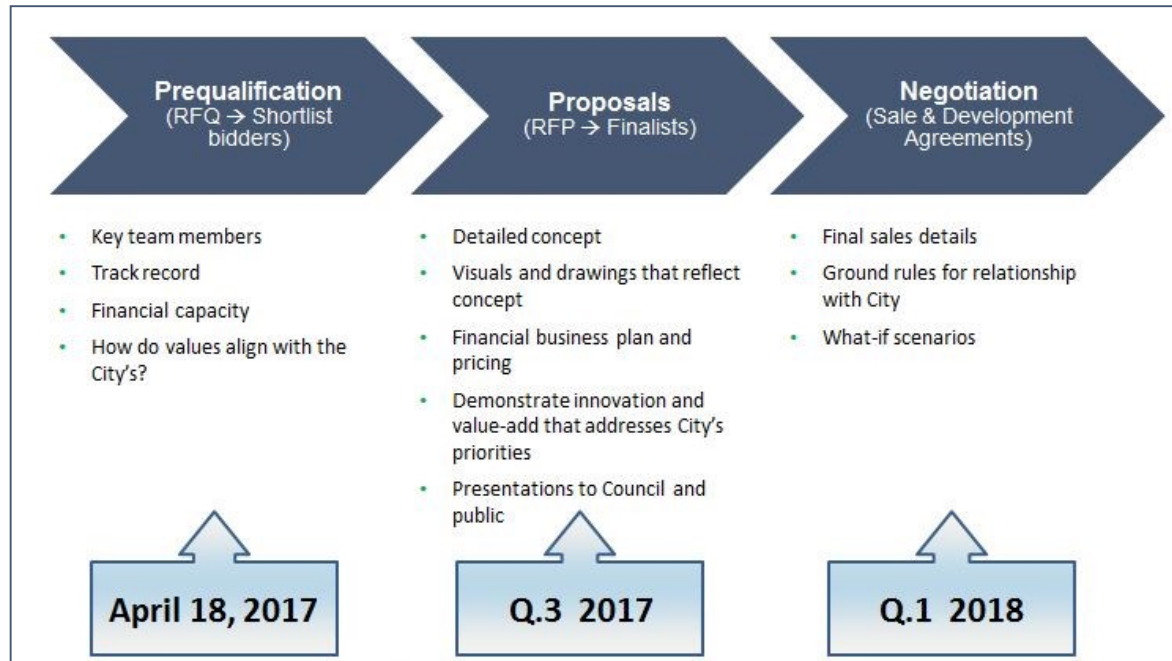 Prequalification
(RFQ → Shortlist
bidders)
• Key team members
• Track record
• Financial capacity
• How do values align with the
City's?
April 18, 2017
Proposals
(RFP → Finalists)
• Detailed concept
• Visuals and drawings that reflect
concept
• Financial business plan and
pricing
• Demonstrate innovation and
value-add that addresses City's
priorities
• Presentations to Council and
public
Q.3 2017
Negotiation
(Sale & Development
Agreements)
• Final sales details
• Ground rules for relationship
with City
• What-if scenarios
Q.1 2018